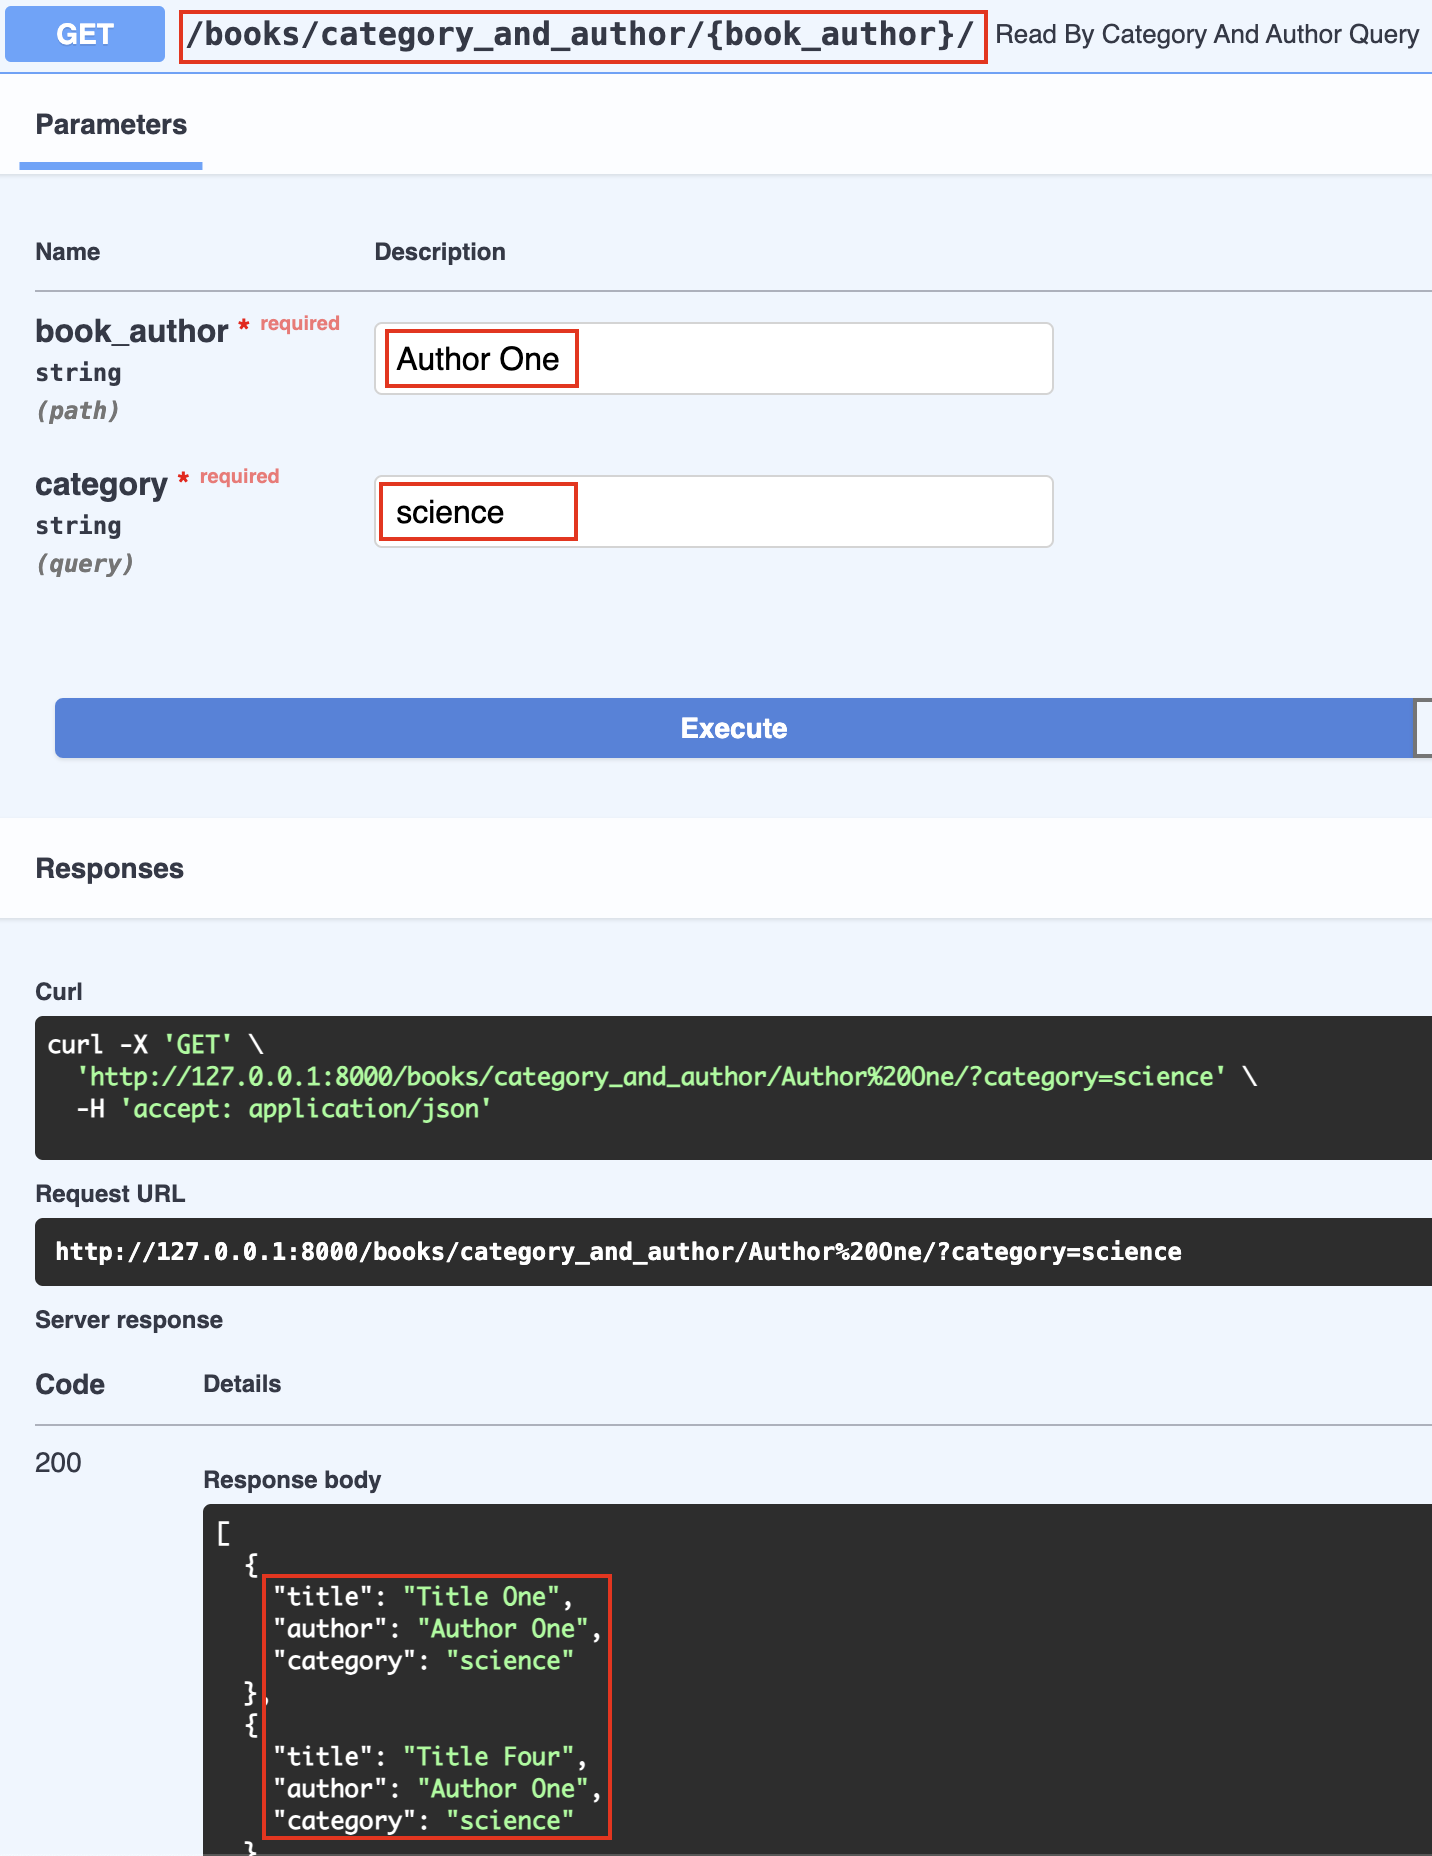 GET /books/category_and_author/{book_author}/ Read By Category And Author Query
Parameters
Name Description
book_author * required
string
(path)
Author One
category * required
string
(query)
science
Execute
Responses
Curl
curl -X 'GET' \
  'http://127.0.0.1:8000/books/category_and_author/Author%20One/?category=science' \
  -H 'accept: application/json'
Request URL
http://127.0.0.1:8000/books/category_and_author/Author%20One/?category=science
Server response
Code Details
200
Response body
[
  {
    "title": "Title One",
    "author": "Author One",
    "category": "science"
  },
  {
    "title": "Title Four",
    "author": "Author One",
    "category": "science"
  }